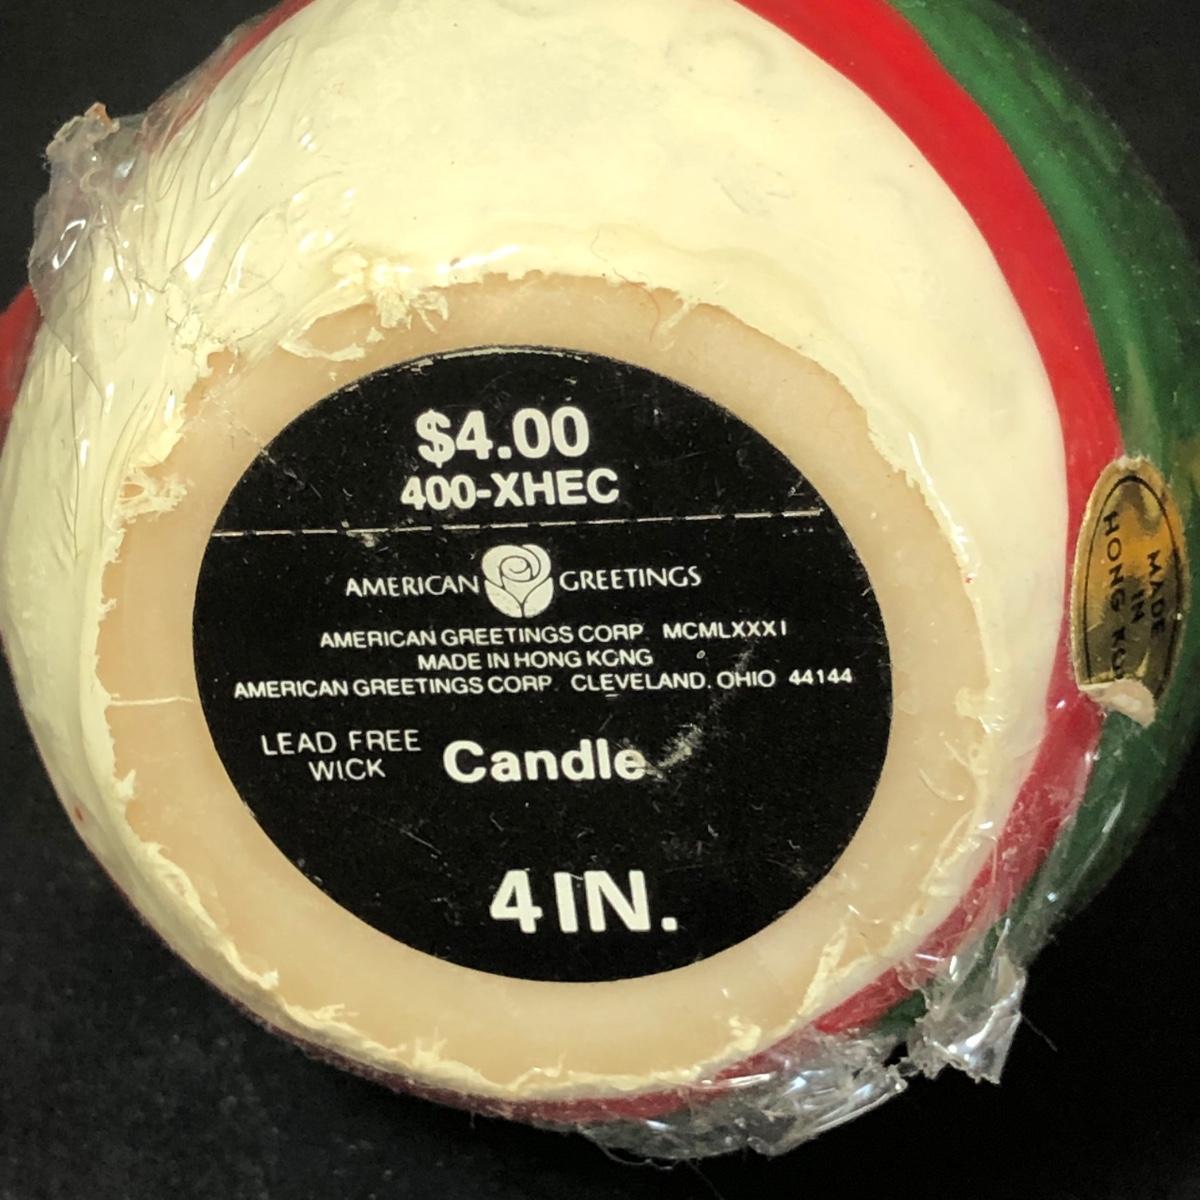 $4.00
400-XHEC
AMERICAN GREETINGS
AMERICAN GREETINGS CORP. MCMLXXXI
MADE IN HONG KONG
AMERICAN GREETINGS CORP. CLEVELAND, OHIO 44144
LEAD FREE
WICK
Candle
4 IN.
MADE
IN
HONG KO